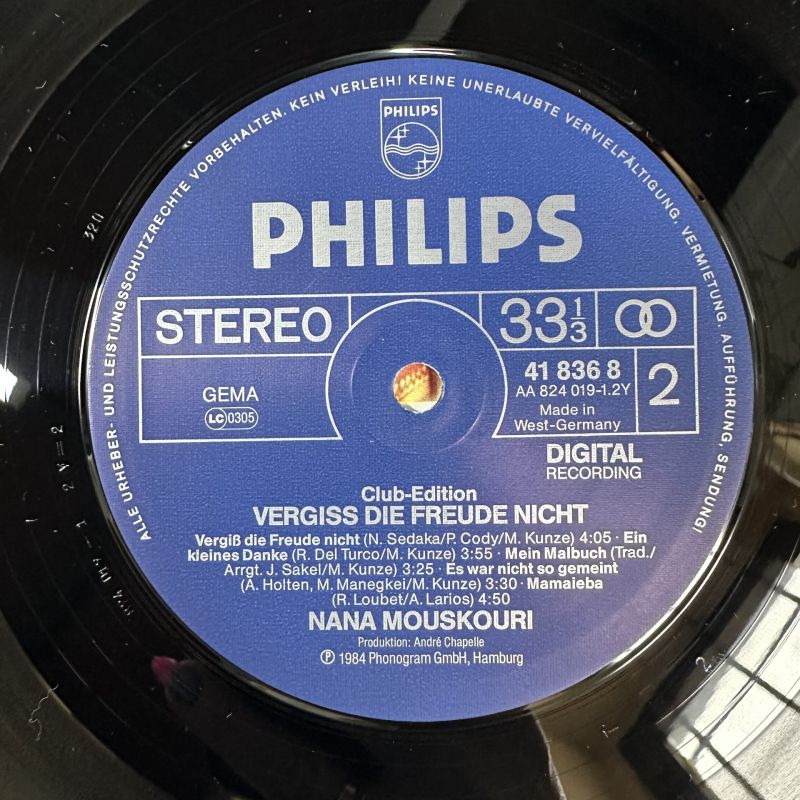 ALLE URHEBER- UND LEISTUNGSSCHUTZRECHTE VORBEHALTEN. KEIN VERLEIH! KEINE UNERLAUBTE VERVIELFÄLTIGUNG, VERMIETUNG, AUFFÜHRUNG, SENDUNG!
PHILIPS
PHILIPS
STEREO
33 1/3
GEMA
LC 0305
41 836 8
AA 824 019-1.2Y
Made in
West-Germany
2
DIGITAL
RECORDING
Club-Edition
VERGISS DIE FREUDE NICHT
Vergiß die Freude nicht (N. Sedaka/P. Cody/M. Kunze) 4:05 · Ein
kleines Danke (R. Del Turco/M. Kunze) 3:55 · Mein Malbuch (Trad./
Arrgt. J. Sakel/M. Kunze) 3:25 · Es war nicht so gemeint
(A. Holten, M. Manegkei/M. Kunze) 3:30 · Mamaieba
(R. Loubet/A. Larios) 4:50
NANA MOUSKOURI
Produktion: André Chapelle
℗ 1984 Phonogram GmbH, Hamburg